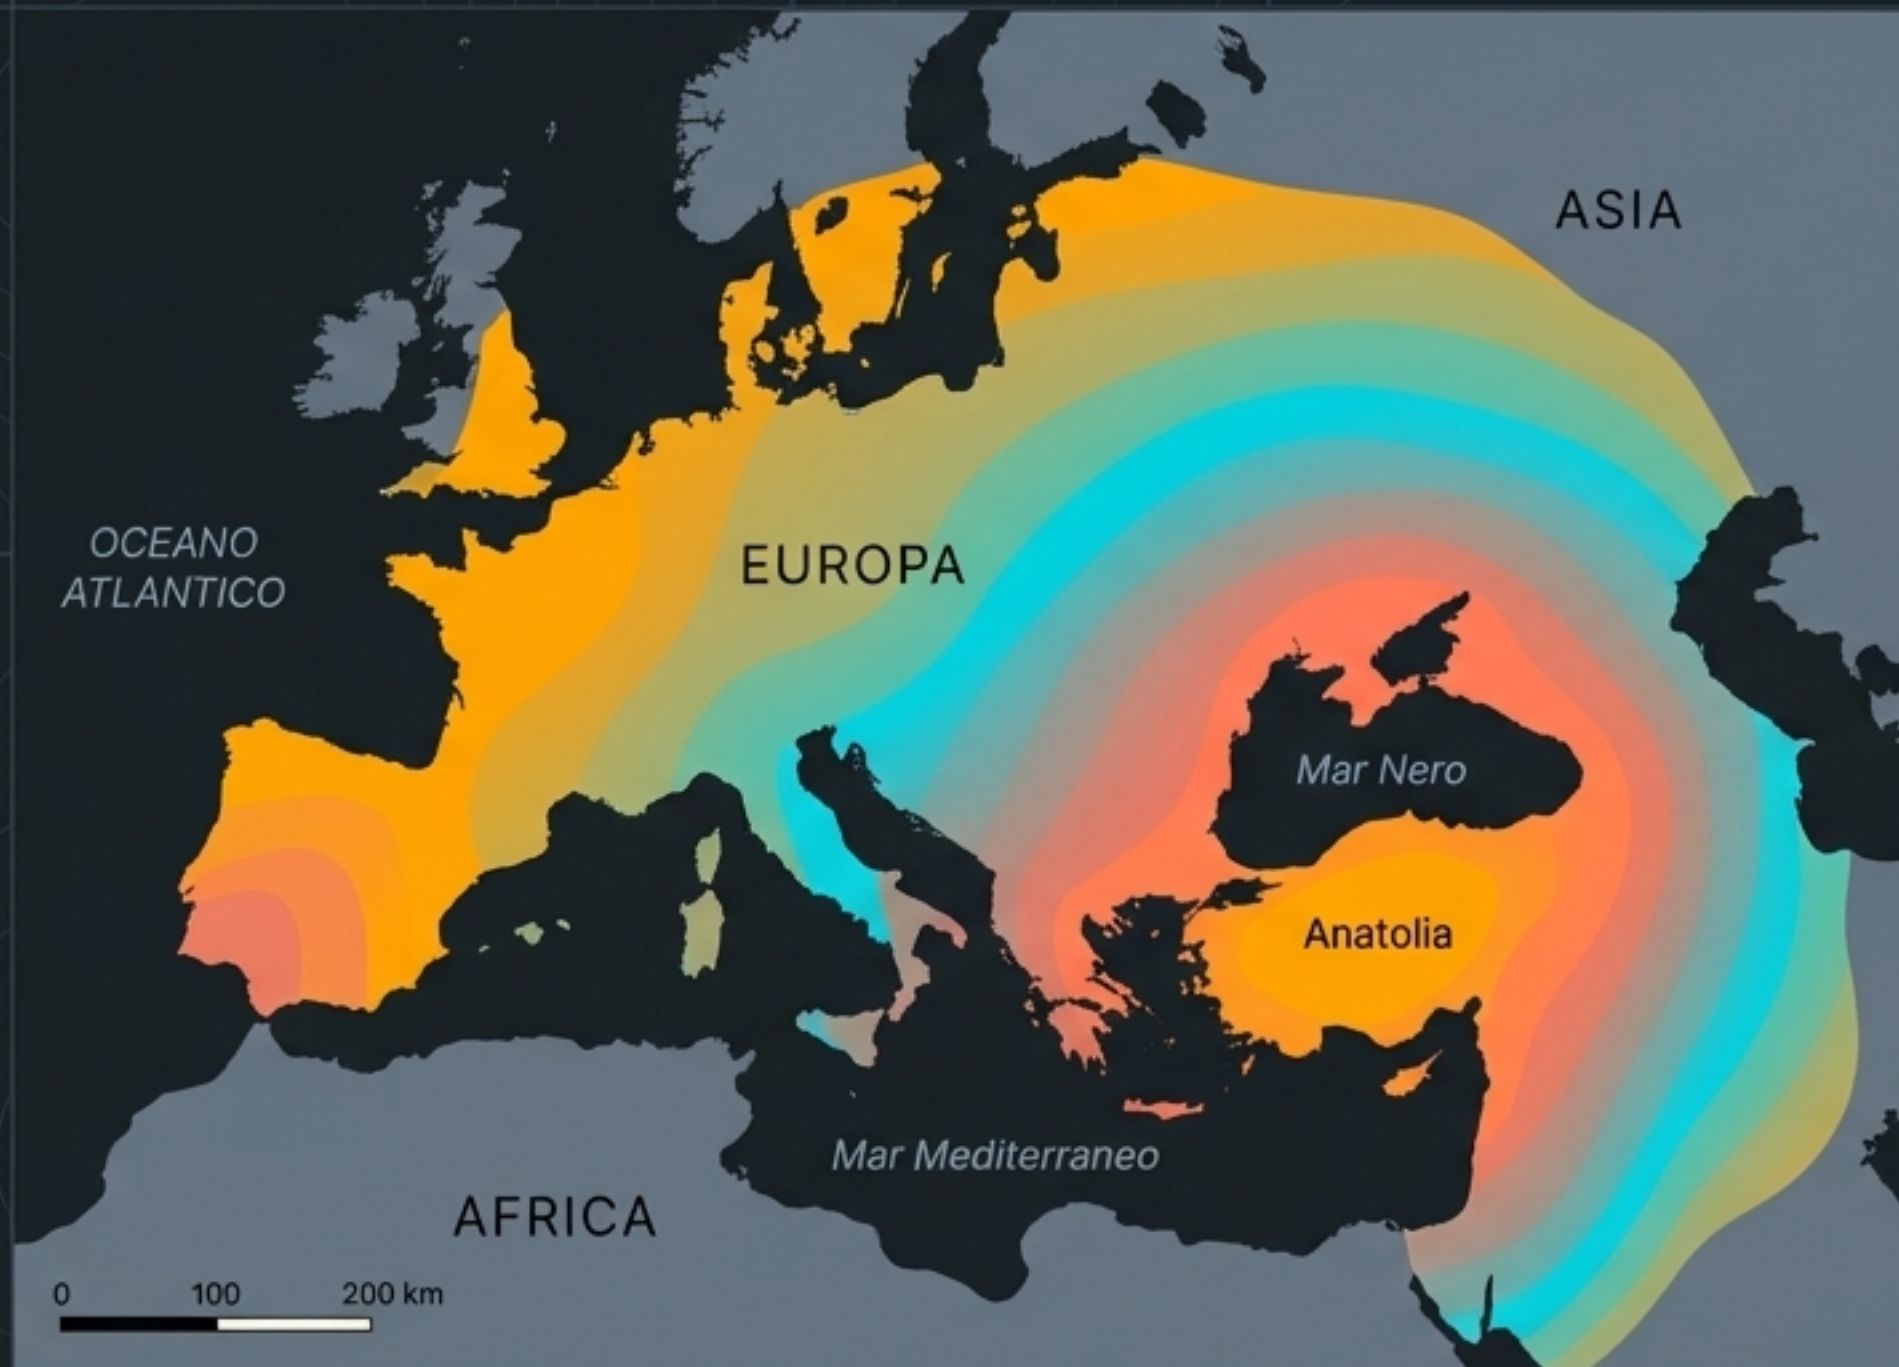 ASIA
OCEANO
ATLANTICO
EUROPA
Mar Nero
Anatolia
Mar Mediterraneo
AFRICA
0 100 200 km